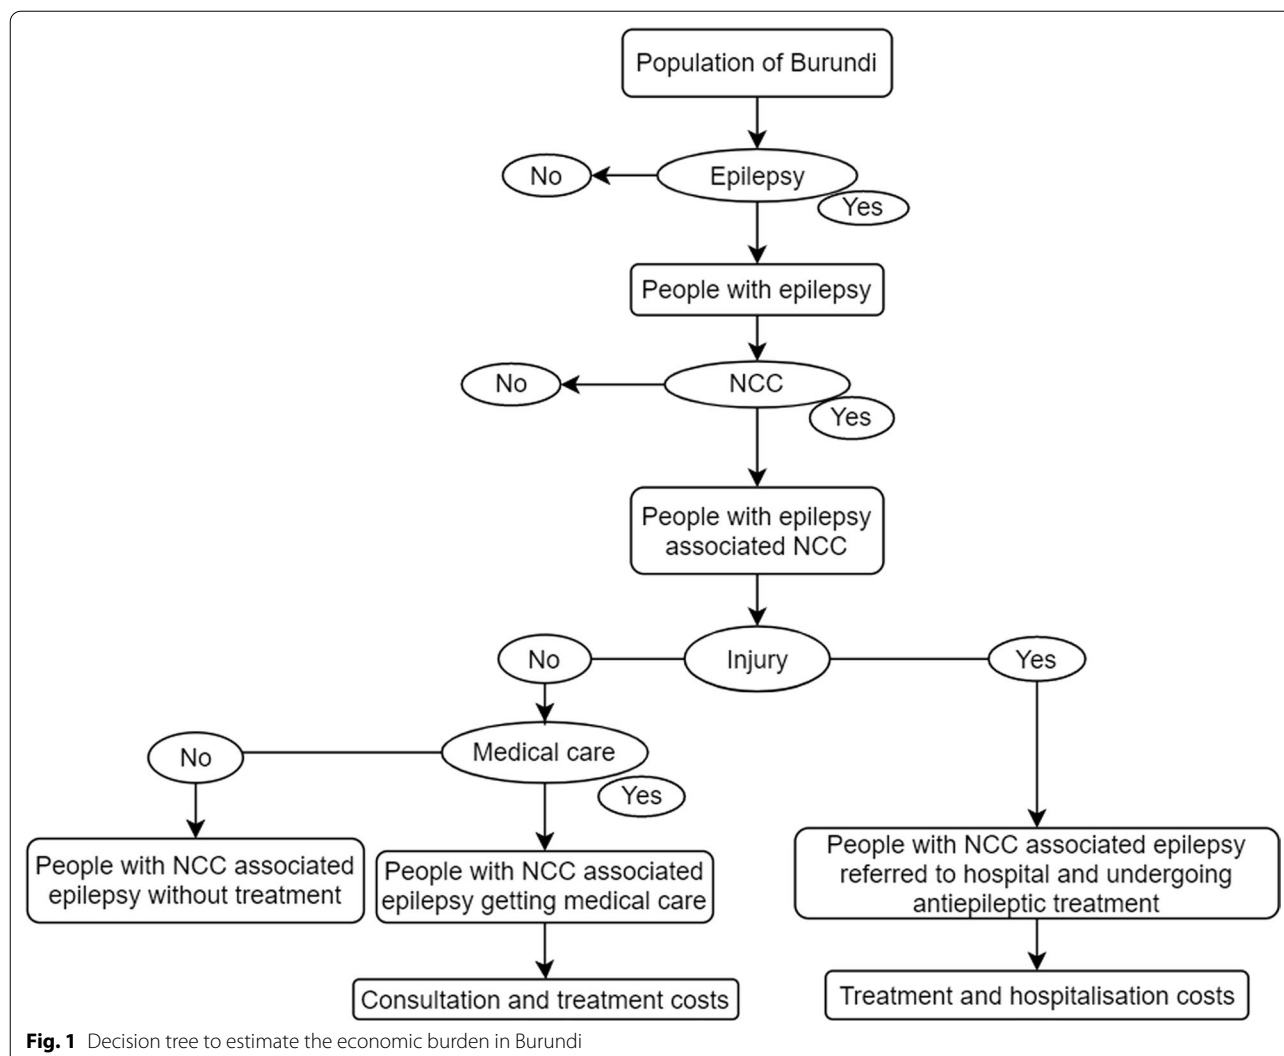 Population of Burundi
No
Epilepsy
Yes
People with epilepsy
No
NCC
Yes
People with epilepsy
associated NCC
No
Injury
Yes
No
Medical care
Yes
People with NCC associated
epilepsy without treatment
People with NCC associated
epilepsy getting medical care
People with NCC associated epilepsy
referred to hospital and undergoing
antiepileptic treatment
Consultation and treatment costs
Treatment and hospitalisation costs
Fig. 1 Decision tree to estimate the economic burden in Burundi